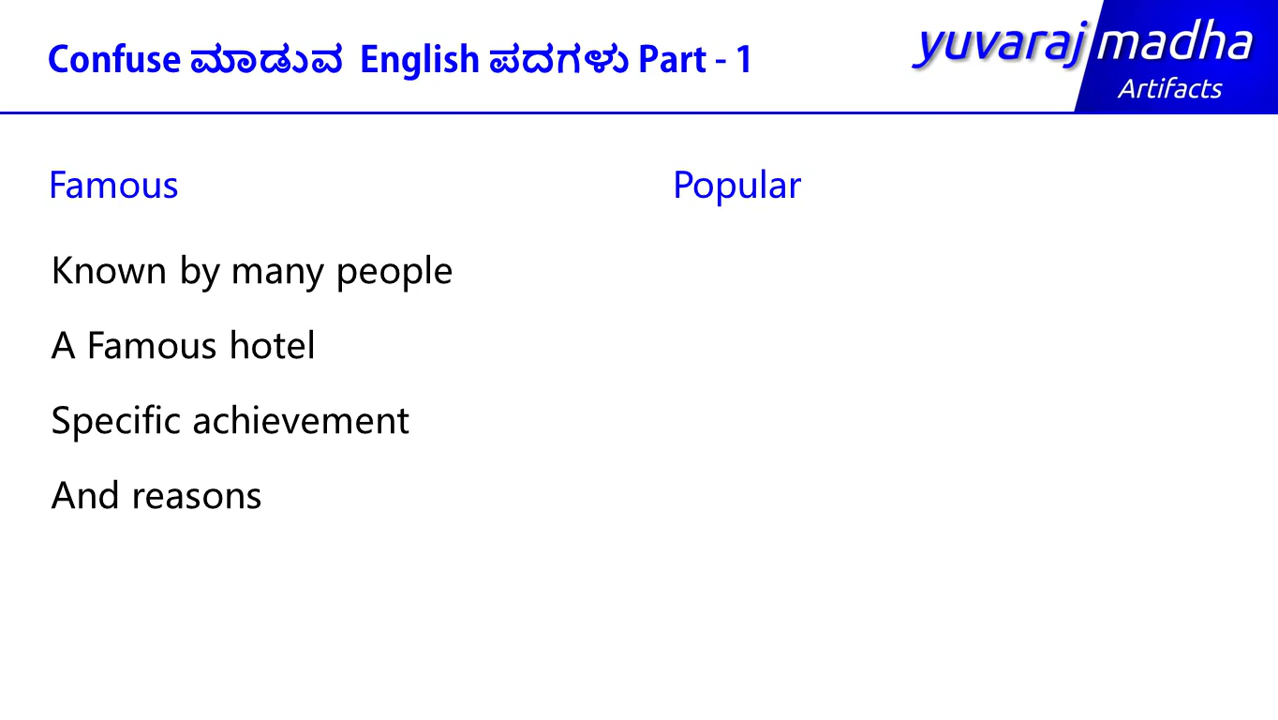 Confuse ಮಾಡುವ English ಪದಗಳು Part - 1
yuvaraj madha
Artifacts
Famous
Popular
Known by many people
A Famous hotel
Specific achievement
And reasons